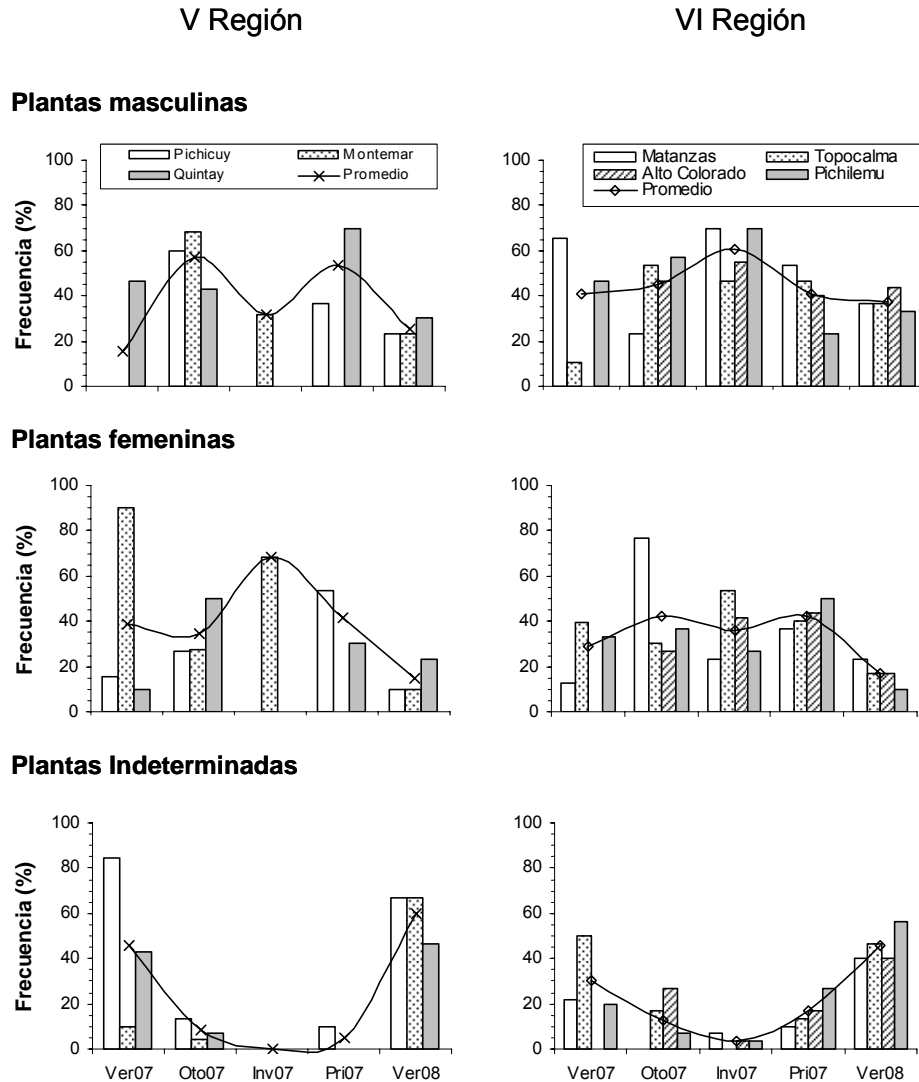 V Región
VI Región
Plantas masculinas
100
80
60
40
20
0
Frecuencia (%)
Pichicuy
Montemar
Quintay
Promedio
100
80
60
40
20
0
Matanzas
Topocalma
Alto Colorado
Pichilemu
Promedio
Plantas femeninas
100
80
60
40
20
0
Frecuencia (%)
100
80
60
40
20
0
Frecuencia (%)
Plantas Indeterminadas
100
80
60
40
20
0
Frecuencia (%)
Ver07 Oto07 Inv07 Pri07 Ver08
100
80
60
40
20
0
Frecuencia (%)
Ver07 Oto07 Inv07 Pri07 Ver08